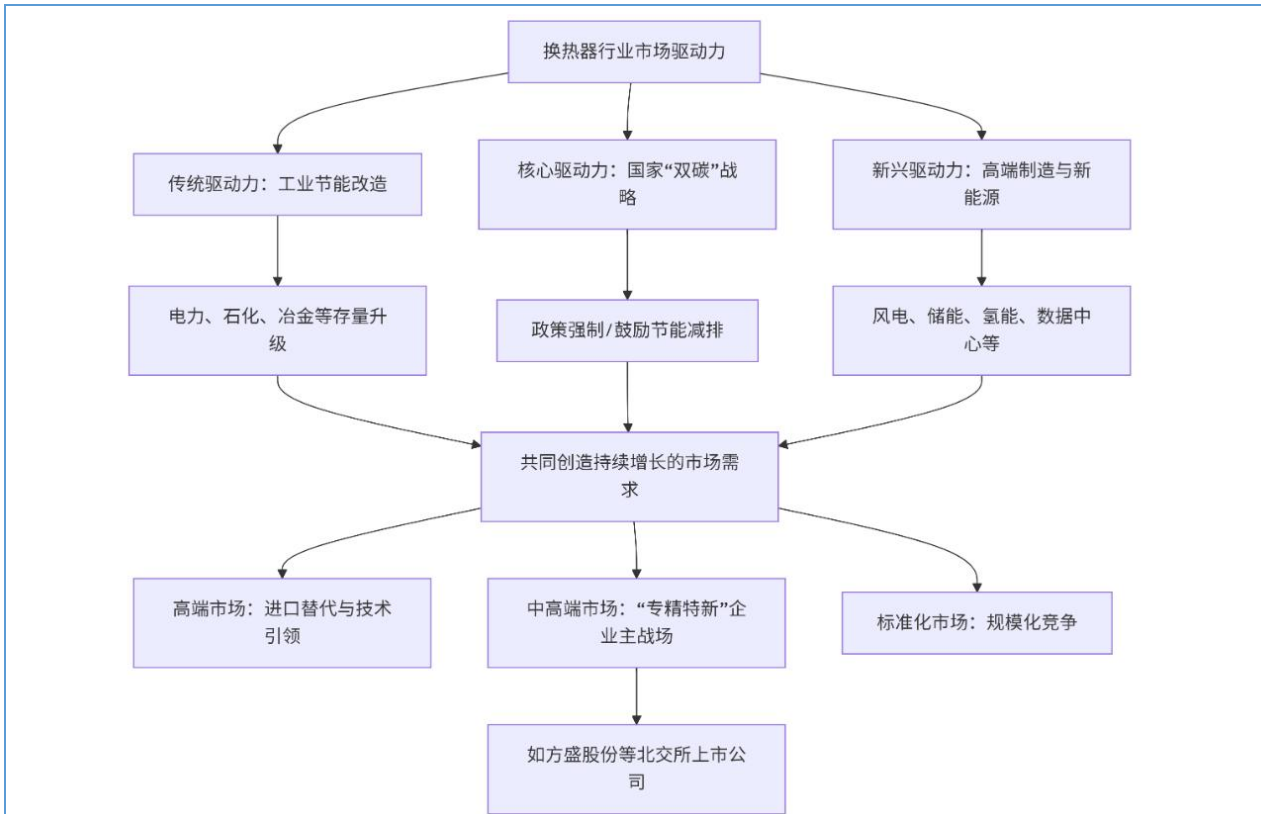 换热器行业市场驱动力
传统驱动力：工业节能改造
核心驱动力：国家“双碳”战
略
新兴驱动力：高端制造与新
能源
电力、石化、冶金等存量升
级
政策强制/鼓励节能减排
风电、储能、氢能、数据中
心等
共同创造持续增长的市场需
求
高端市场：进口替代与技术
引领
中高端市场：“专精特新”企
业主战场
标准化市场：规模化竞争
如方盛股份等北交所上市公
司